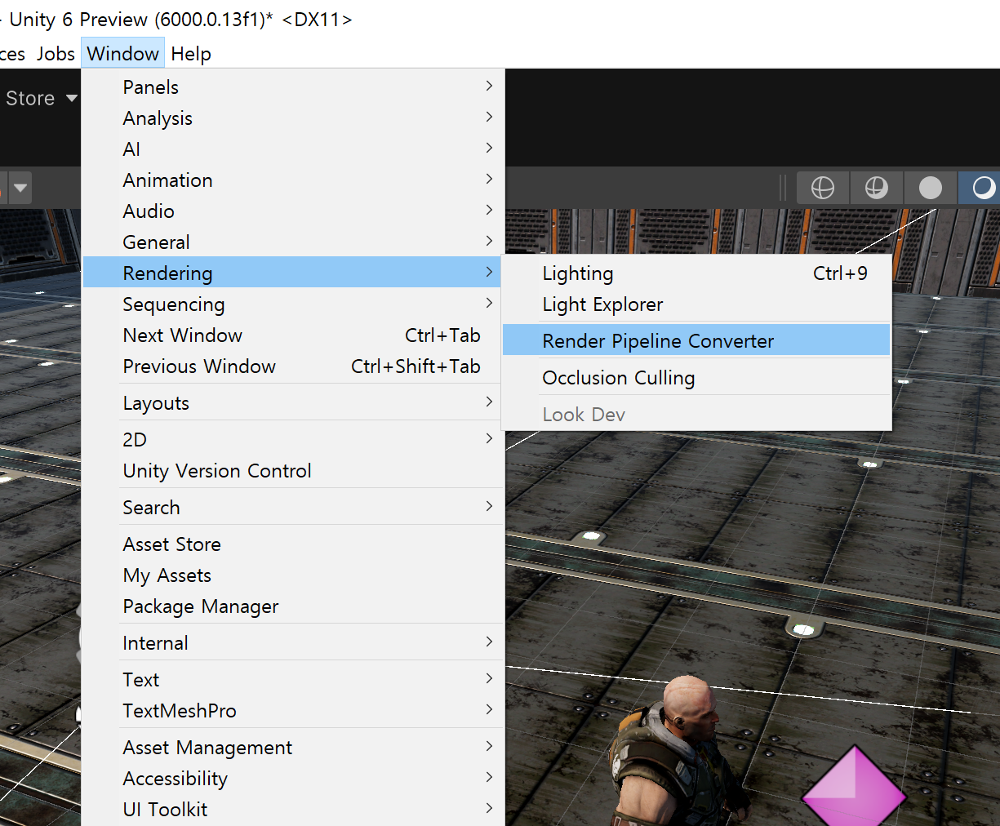 Unity 6 Preview (6000.0.13f1)* <DX11>
ces Jobs Window Help
Store
Panels
Analysis
AI
Animation
Audio
General
Rendering
Sequencing
Next Window Ctrl+Tab
Previous Window Ctrl+Shift+Tab
Layouts
2D
Unity Version Control
Search
Asset Store
My Assets
Package Manager
Internal
Text
TextMeshPro
Asset Management
Accessibility
UI Toolkit
Lighting Ctrl+9
Light Explorer
Render Pipeline Converter
Occlusion Culling
Look Dev